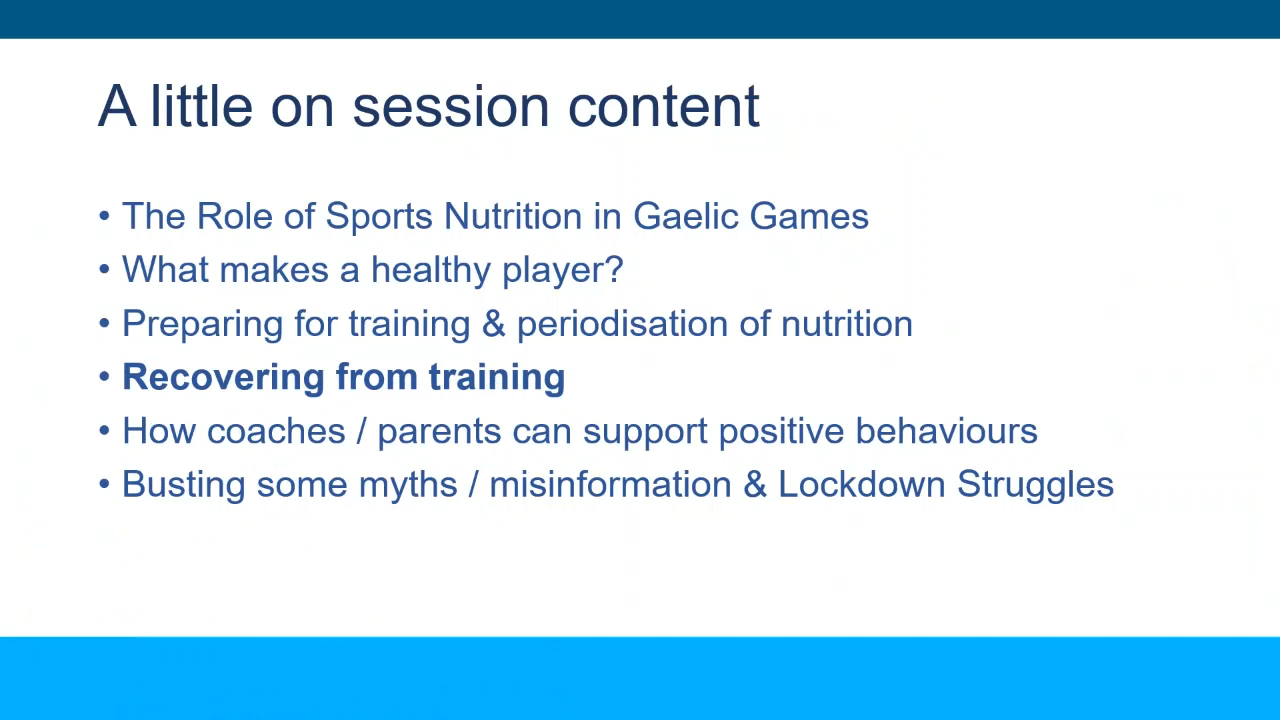 A little on session content
• The Role of Sports Nutrition in Gaelic Games
• What makes a healthy player?
• Preparing for training & periodisation of nutrition
• Recovering from training
• How coaches / parents can support positive behaviours
• Busting some myths / misinformation & Lockdown Struggles